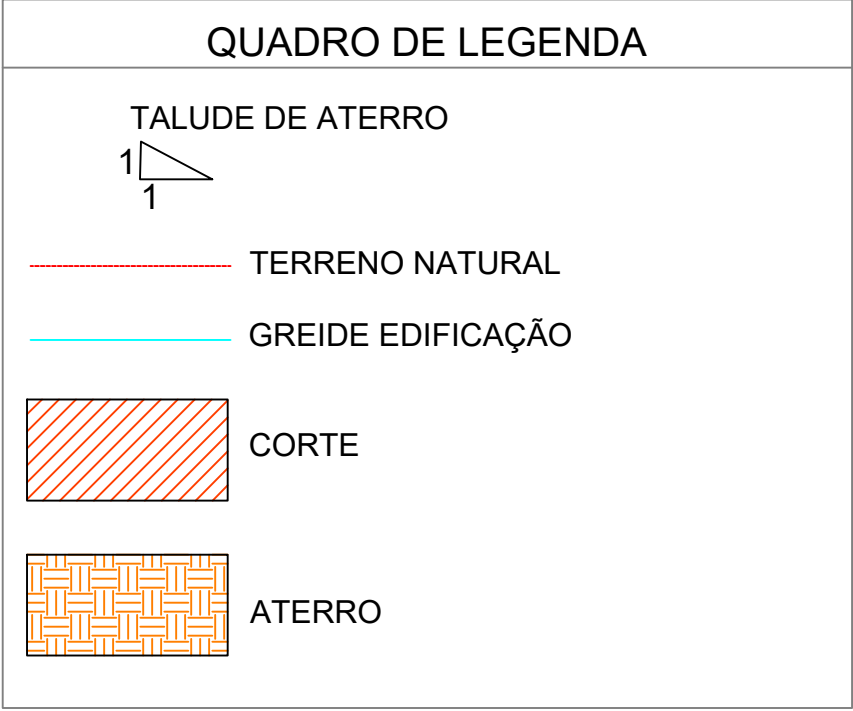 QUADRO DE LEGENDA
TALUDE DE ATERRO
1
1
TERRENO NATURAL
GREIDE EDIFICAÇÃO
CORTE
ATERRO